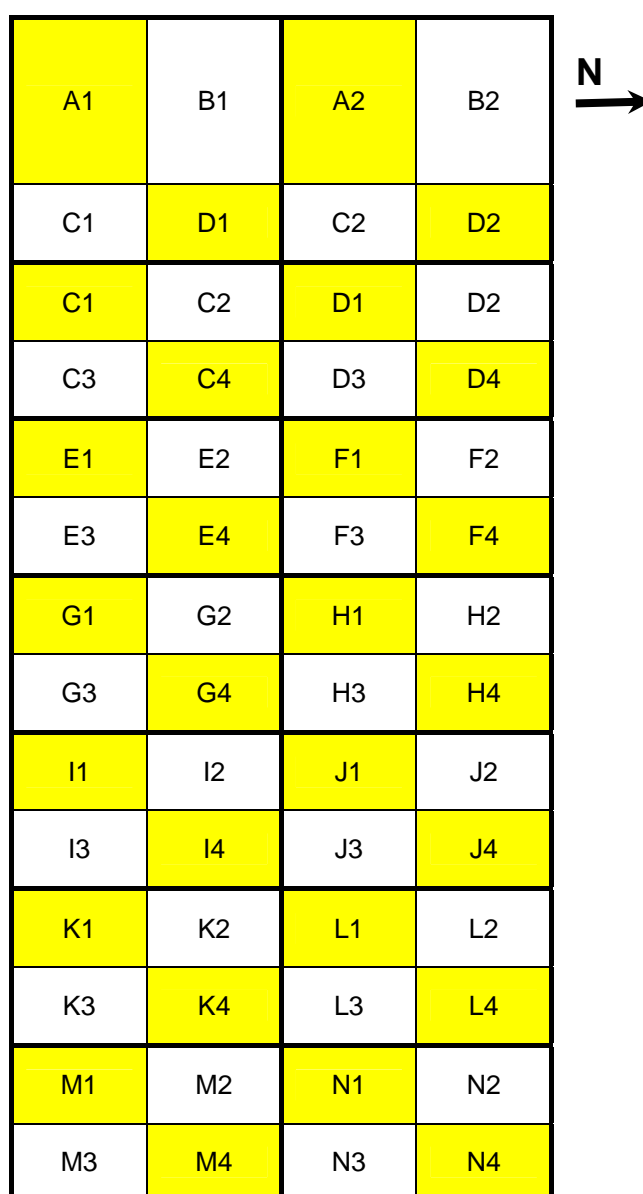 N
A1 B1 A2 B2
C1 D1 C2 D2
C1 C2 D1 D2
C3 C4 D3 D4
E1 E2 F1 F2
E3 E4 F3 F4
G1 G2 H1 H2
G3 G4 H3 H4
I1 I2 J1 J2
I3 I4 J3 J4
K1 K2 L1 L2
K3 K4 L3 L4
M1 M2 N1 N2
M3 M4 N3 N4